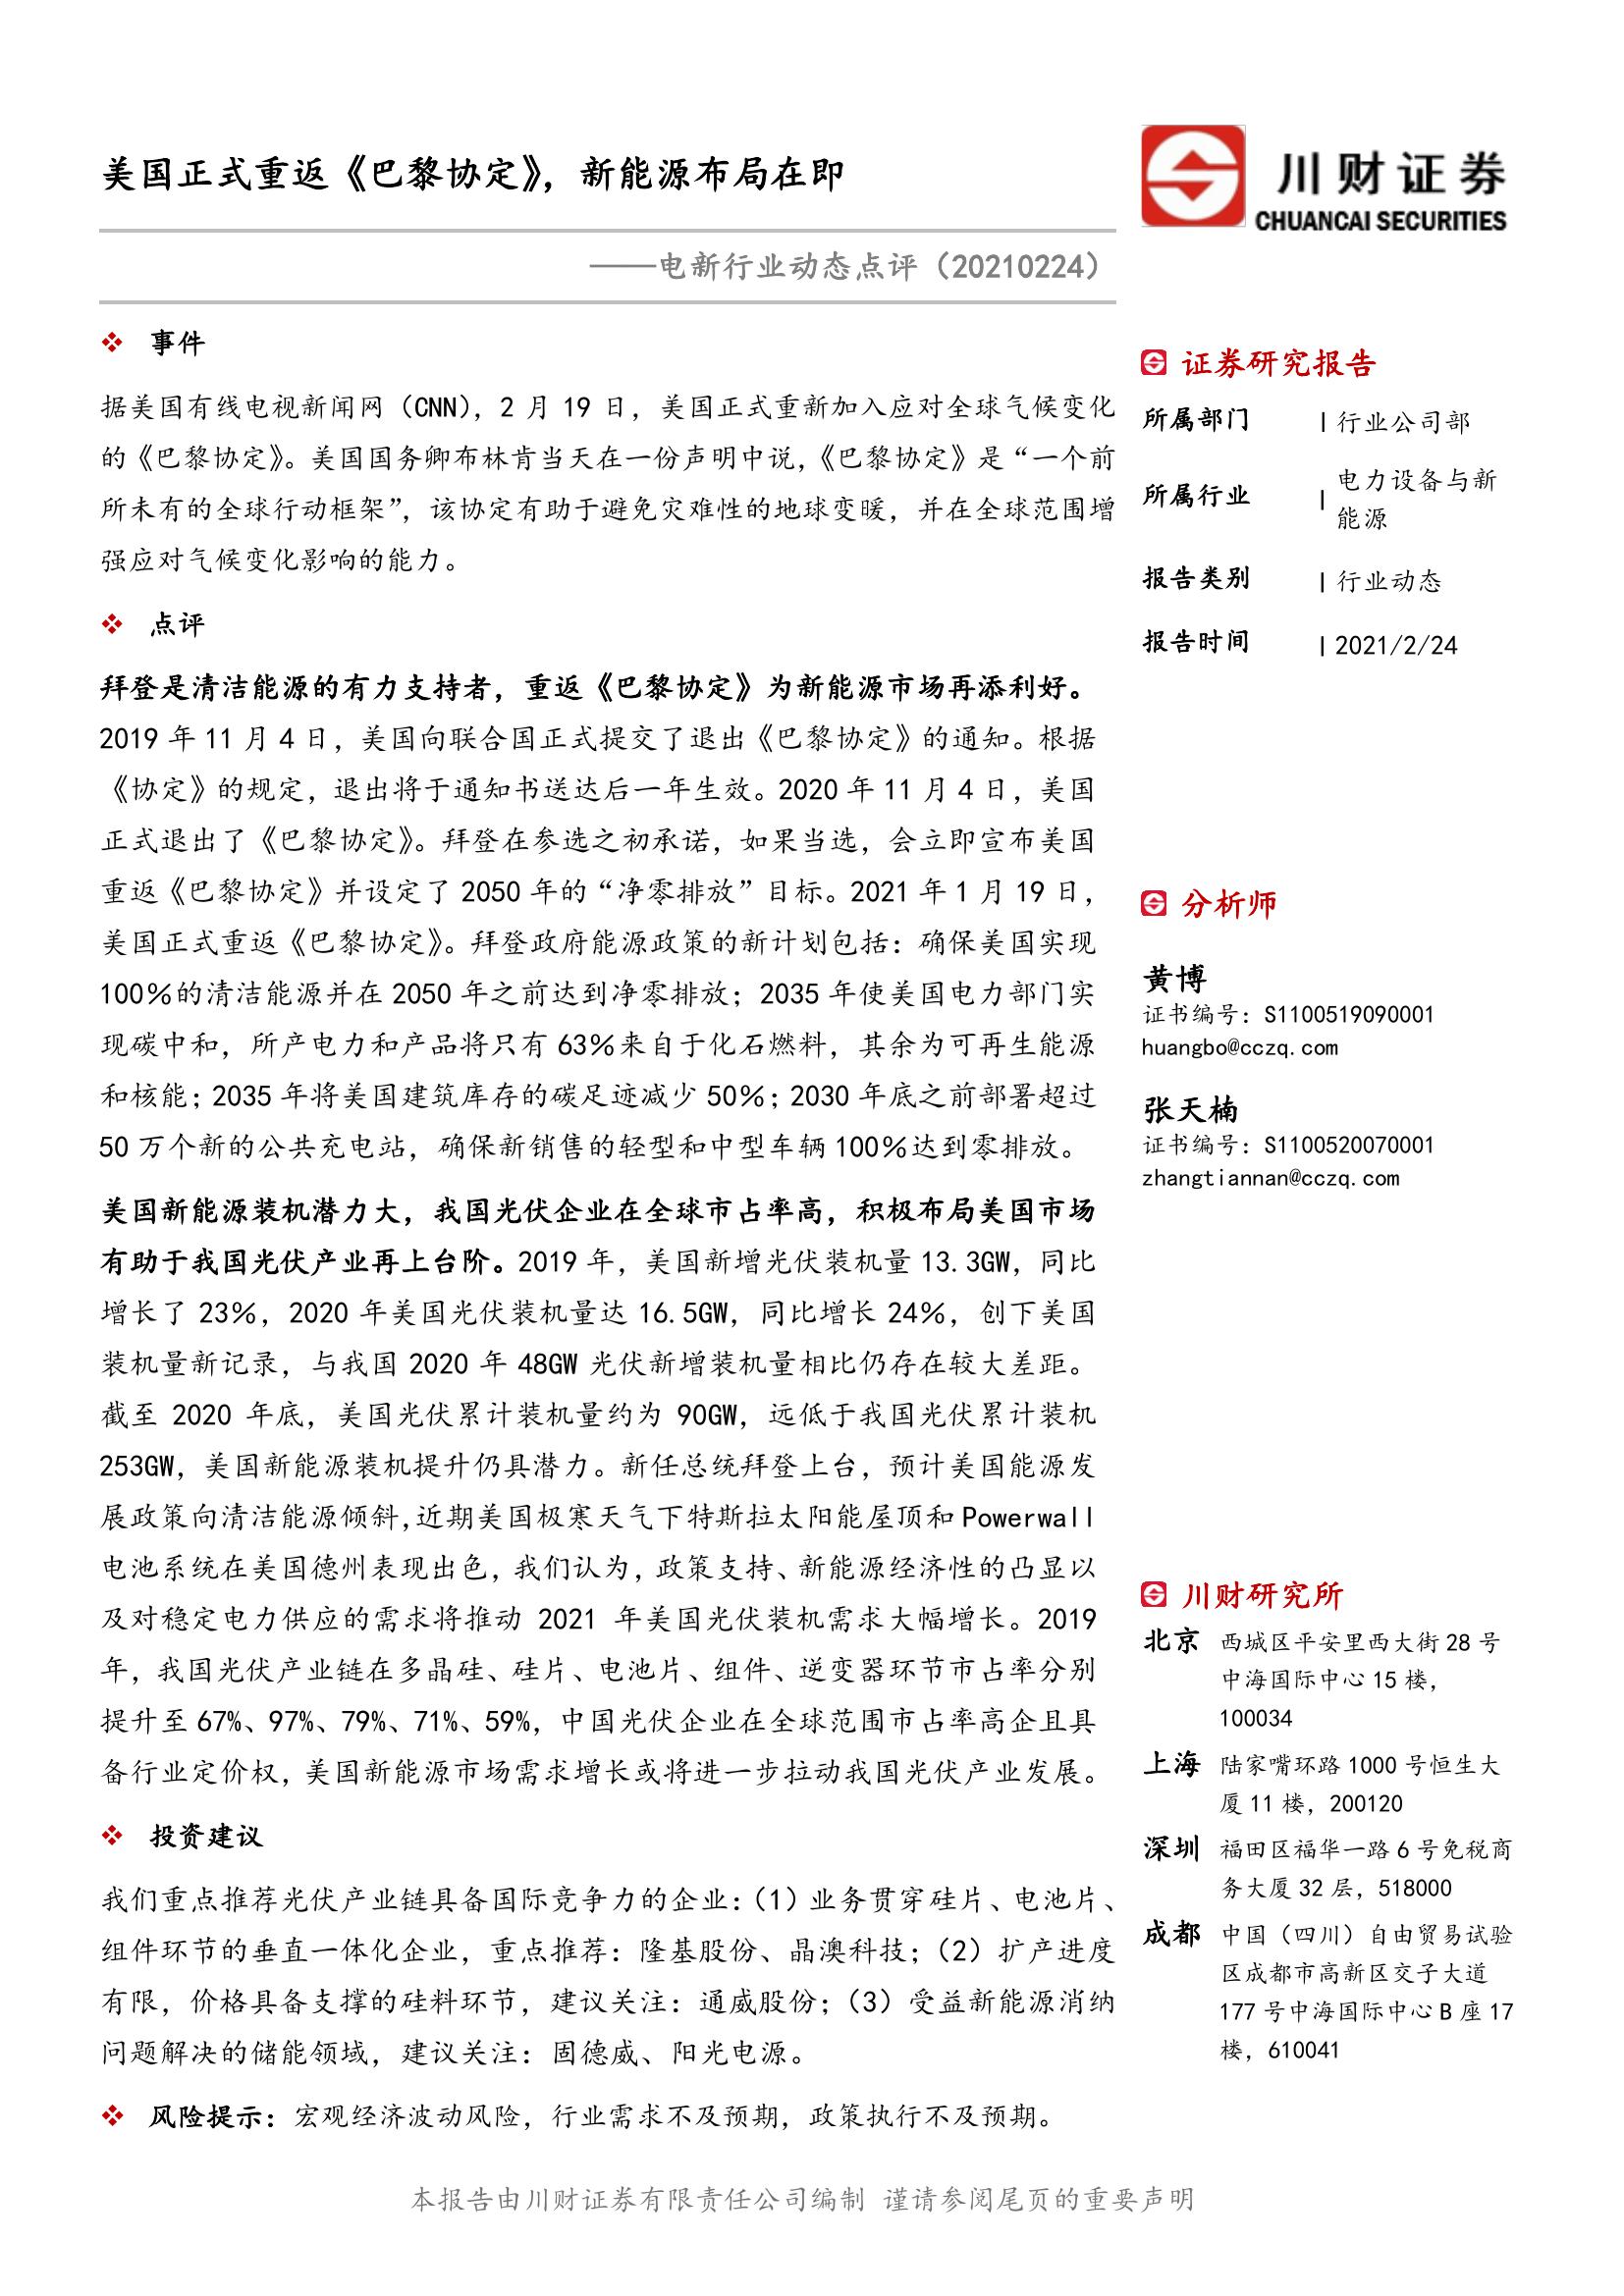 美国正式重返《巴黎协定》，新能源布局在即
——电新行业动态点评（20210224）
川财证券
CHUANCAI SECURITIES
事件
据美国有线电视新闻网（CNN），2 月 19 日，美国正式重新加入应对全球气候变化
的《巴黎协定》。美国国务卿布林肯当天在一份声明中说，《巴黎协定》是“一个前
所未有的全球行动框架”，该协定有助于避免灾难性的地球变暖，并在全球范围增
强应对气候变化影响的能力。
点评
拜登是清洁能源的有力支持者，重返《巴黎协定》为新能源市场再添利好。
2019 年 11 月 4 日，美国向联合国正式提交了退出《巴黎协定》的通知。根据
《协定》的规定，退出将于通知书送达后一年生效。2020 年 11 月 4 日，美国
正式退出了《巴黎协定》。拜登在参选之初承诺，如果当选，会立即宣布美国
重返《巴黎协定》并设定了 2050 年的“净零排放”目标。2021 年 1 月 19 日，
美国正式重返《巴黎协定》。拜登政府能源政策的新计划包括：确保美国实现
100%的清洁能源并在 2050 年之前达到净零排放；2035 年使美国电力部门实
现碳中和，所产电力和产品将只有 63%来自于化石燃料，其余为可再生能源
和核能；2035 年将美国建筑库存的碳足迹减少 50%；2030 年底之前部署超过
50 万个新的公共充电站，确保新销售的轻型和中型车辆 100%达到零排放。
美国新能源装机潜力大，我国光伏企业在全球市占率高，积极布局美国市场
有助于我国光伏产业再上台阶。2019 年，美国新增光伏装机量 13.3GW，同比
增长了 23%，2020 年美国光伏装机量达 16.5GW，同比增长 24%，创下美国
装机量新记录，与我国 2020 年 48GW 光伏新增装机量相比仍存在较大差距。
截至 2020 年底，美国光伏累计装机量约为 90GW，远低于我国光伏累计装机
253GW，美国新能源装机提升仍具潜力。新任总统拜登上台，预计美国能源发
展政策向清洁能源倾斜,近期美国极寒天气下特斯拉太阳能屋顶和 Powerwall
电池系统在美国德州表现出色，我们认为，政策支持、新能源经济性的凸显以
及对稳定电力供应的需求将推动 2021 年美国光伏装机需求大幅增长。2019
年，我国光伏产业链在多晶硅、硅片、电池片、组件、逆变器环节市占率分别
提升至 67%、97%、79%、71%、59%，中国光伏企业在全球范围市占率高企且具
备行业定价权，美国新能源市场需求增长或将进一步拉动我国光伏产业发展。
投资建议
我们重点推荐光伏产业链具备国际竞争力的企业：（1）业务贯穿硅片、电池片、
组件环节的垂直一体化企业，重点推荐：隆基股份、晶澳科技；（2）扩产进度
有限，价格具备支撑的硅料环节，建议关注：通威股份；（3）受益新能源消纳
问题解决的储能领域，建议关注：固德威、阳光电源。
风险提示：宏观经济波动风险，行业需求不及预期，政策执行不及预期。
证券研究报告
所属部门 | 行业公司部
所属行业 | 电力设备与新
能源
报告类别 | 行业动态
报告时间 | 2021/2/24
分析师
黄博
证书编号：S1100519090001
huangbo@cczq.com
张天楠
证书编号：S1100520070001
zhangtiannan@cczq.com
川财研究所
北京 西城区平安里西大街 28 号
中海国际中心 15 楼，
100034
上海 陆家嘴环路 1000 号恒生大
厦 11 楼，200120
深圳 福田区福华一路 6 号免税商
务大厦 32 层，518000
成都 中国（四川）自由贸易试验
区成都市高新区交子大道
177 号中海国际中心 B 座 17
楼，610041
本报告由川财证券有限责任公司编制 谨请参阅尾页的重要声明